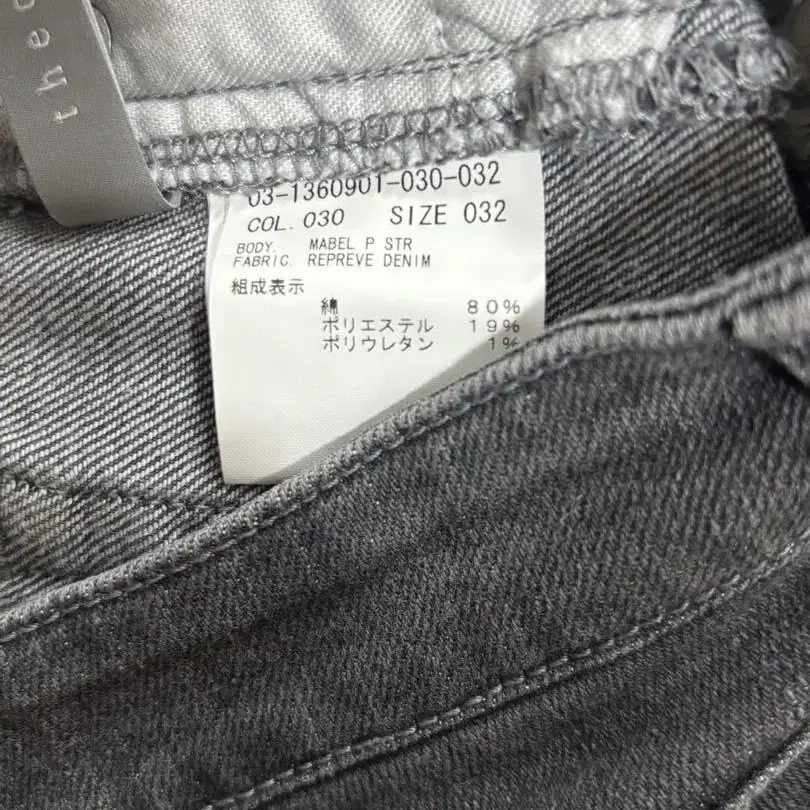 the
03-1360901-030-032
COL. 030 SIZE 032
BODY. MABEL P STR
FABRIC. REPREVE DENIM
組成表示
綿 80%
ポリエステル 19%
ポリウレタン 1%